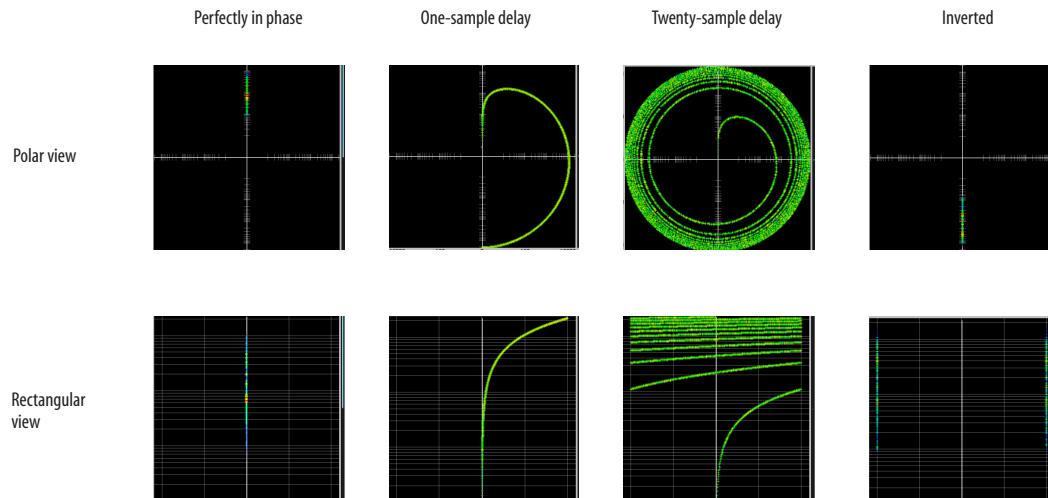 Perfectly in phase
One-sample delay
Twenty-sample delay
Inverted
Polar view
Rectangular
view